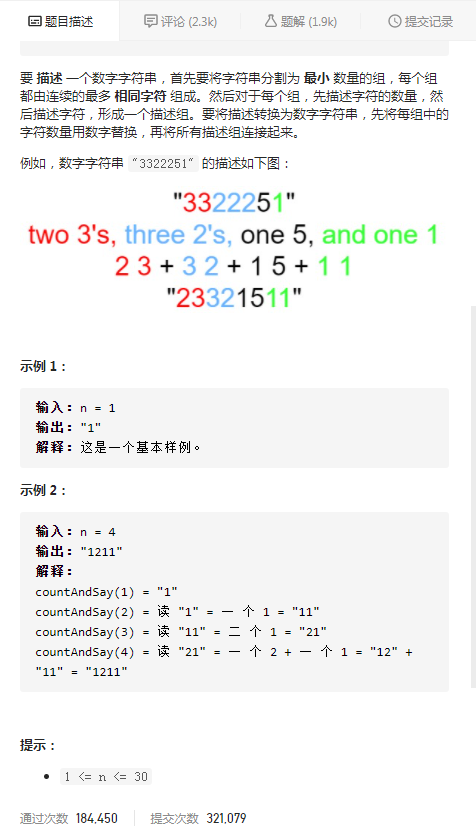 题目描述 评论 (2.3k) 题解 (1.9k) 提交记录
要 描述 一个数字字符串，首先要将字符串分割为 最小 数量的组，每个组
都由连续的最多 相同字符 组成。然后对于每个组，先描述字符的数量，然
后描述字符，形成一个描述组。要将描述转换为数字字符串，先将每组中的
字符数量用数字替换，再将所有描述组连接起来。
例如，数字字符串 "3322251" 的描述如下图：
"3322251"
two 3's, three 2's, one 5, and one 1
2 3 + 3 2 + 1 5 + 1 1
"23321511"
示例 1：
输入：n = 1
输出："1"
解释：这是一个基本样例。
示例 2：
输入：n = 4
输出："1211"
解释：
countAndSay(1) = "1"
countAndSay(2) = 读 "1" = 一 个 1 = "11"
countAndSay(3) = 读 "11" = 二 个 1 = "21"
countAndSay(4) = 读 "21" = 一 个 2 + 一 个 1 = "12" +
"11" = "1211"
提示：
• 1 <= n <= 30
通过次数 184,450 提交次数 321,079